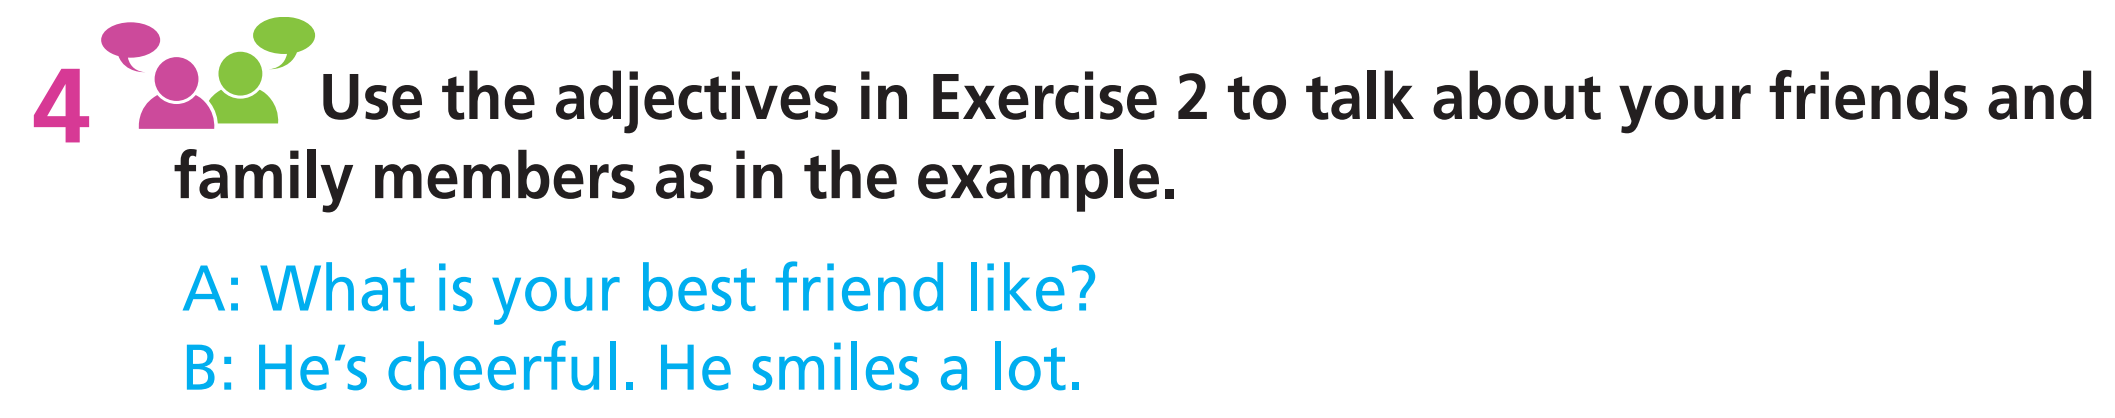 4 Use the adjectives in Exercise 2 to talk about your friends and
family members as in the example.
A: What is your best friend like?
B: He’s cheerful. He smiles a lot.